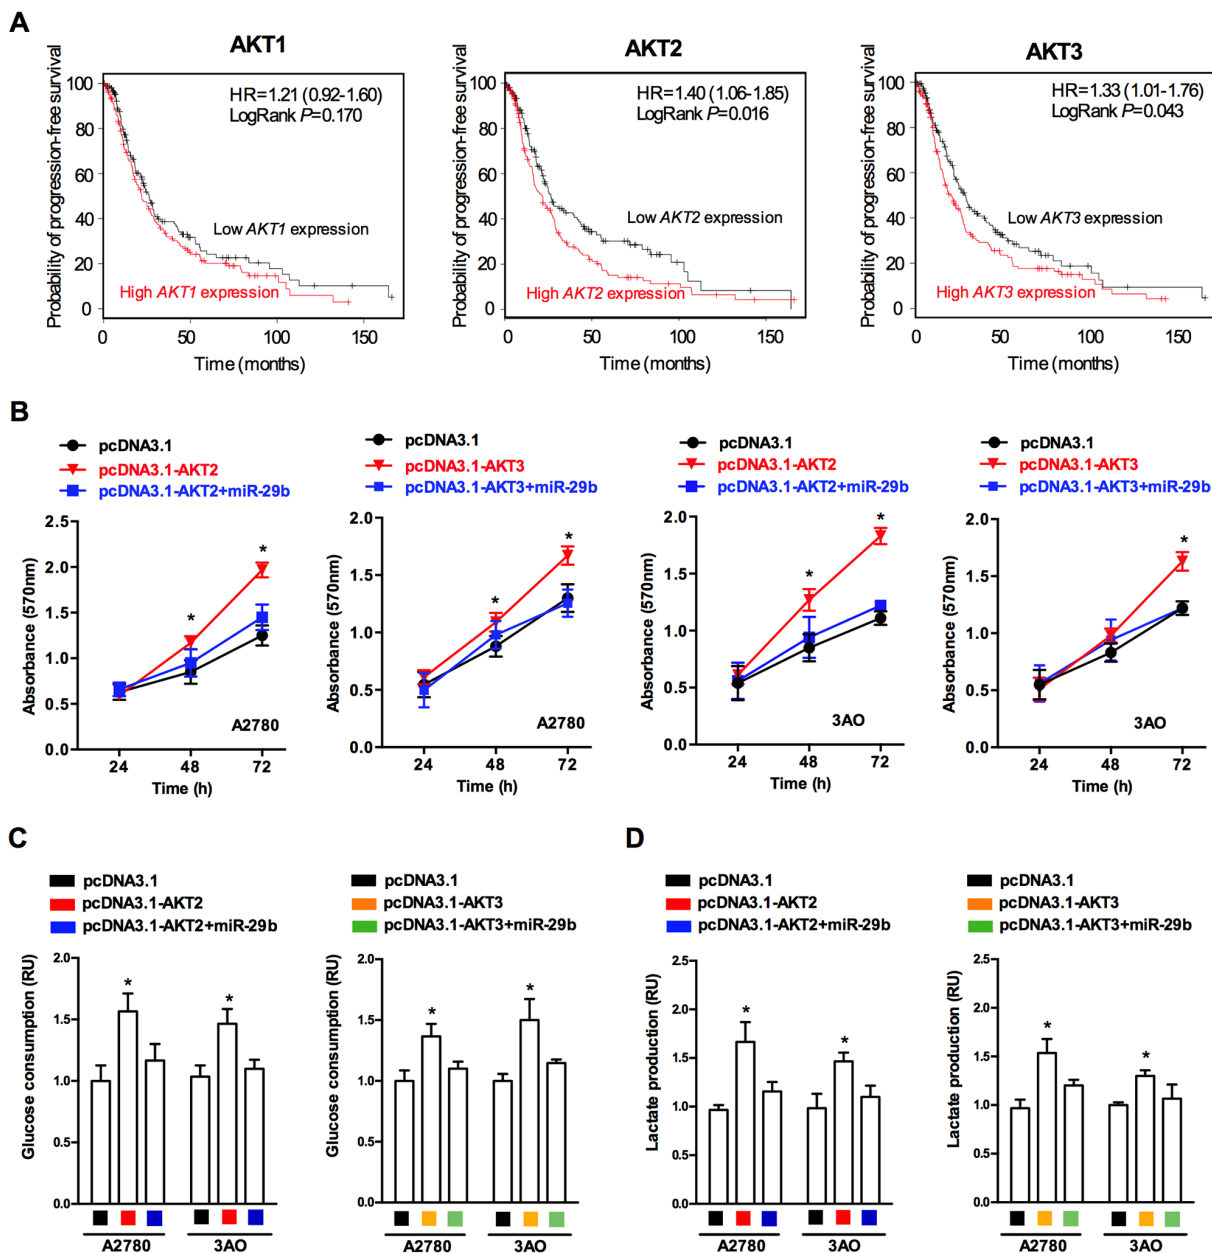 A
AKT1
AKT2
AKT3
Probability of progression-free survival
100
80
60
40
20
0
HR=1.21 (0.92-1.60)
LogRank P=0.170
Low AKT1 expression
High AKT1 expression
0 50 100 150
Time (months)
Probability of progression-free survival
100
80
60
40
20
0
HR=1.40 (1.06-1.85)
LogRank P=0.016
Low AKT2 expression
High AKT2 expression
0 50 100 150
Time (months)
Probability of progression-free survival
100
80
60
40
20
0
HR=1.33 (1.01-1.76)
LogRank P=0.043
Low AKT3 expression
High AKT3 expression
0 50 100 150
Time (months)
B
pcDNA3.1
pcDNA3.1-AKT2
pcDNA3.1-AKT2+miR-29b
Absorbance (570nm)
2.5
2.0
1.5
1.0
0.5
0.0
* *
A2780
24 48 72
Time (h)
pcDNA3.1
pcDNA3.1-AKT3
pcDNA3.1-AKT3+miR-29b
Absorbance (570nm)
2.0
1.5
1.0
0.5
0.0
* *
A2780
24 48 72
Time (h)
pcDNA3.1
pcDNA3.1-AKT2
pcDNA3.1-AKT2+miR-29b
Absorbance (570nm)
2.0
1.5
1.0
0.5
0.0
* *
3AO
24 48 72
Time (h)
pcDNA3.1
pcDNA3.1-AKT3
pcDNA3.1-AKT3+miR-29b
Absorbance (570nm)
2.0
1.5
1.0
0.5
0.0
*
3AO
24 48 72
Time (h)
C
pcDNA3.1
pcDNA3.1-AKT2
pcDNA3.1-AKT2+miR-29b
Glucose consumption (RU)
2.0
1.5
1.0
0.5
0.0
* *
A2780 3AO
pcDNA3.1
pcDNA3.1-AKT3
pcDNA3.1-AKT3+miR-29b
Glucose consumption (RU)
2.0
1.5
1.0
0.5
0.0
* *
A2780 3AO
D
pcDNA3.1
pcDNA3.1-AKT2
pcDNA3.1-AKT2+miR-29b
Lactate production (RU)
2.5
2.0
1.5
1.0
0.5
0.0
* *
A2780 3AO
pcDNA3.1
pcDNA3.1-AKT3
pcDNA3.1-AKT3+miR-29b
Lactate production (RU)
2.5
2.0
1.5
1.0
0.5
0.0
* *
A2780 3AO